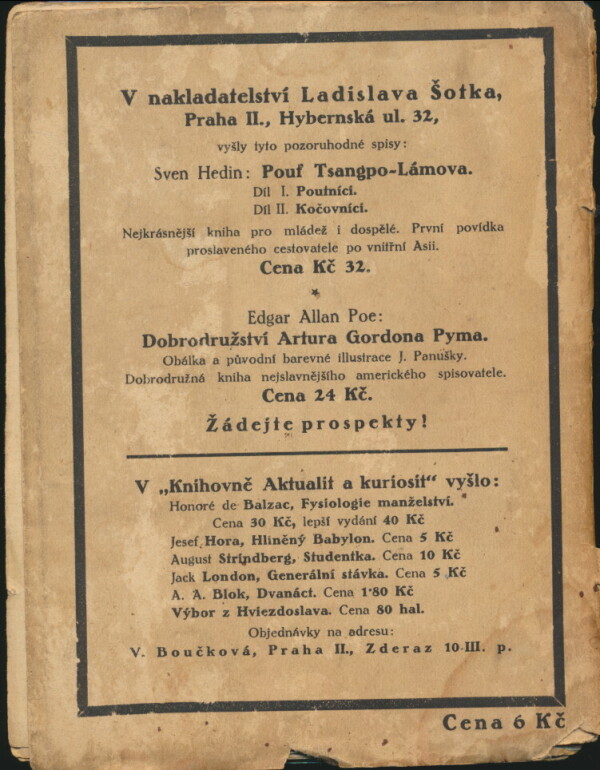 V nakladatelství Ladislava Šotka,
Praha II., Hybernská ul. 32,
vyšly tyto pozoruhodné spisy:
Sven Hedin: Pouť Tsangpo-Lámova.
Díl I. Poutníci.
Díl II. Kočovníci.
Nejkrásnější kniha pro mládež i dospělé. První povídka
proslaveného cestovatele po vnitřní Asii.
Cena Kč 32.
*
Edgar Allan Poe:
Dobrodružství Artura Gordona Pyma.
Obálka a původní barevné illustrace J. Panušky.
Dobrodružná kniha nejslavnějšího amerického spisovatele.
Cena 24 Kč.
Žádejte prospekty!
V „Knihovně Aktualit a kuriosit“ vyšlo:
Honoré de Balzac, Fysiologie manželství.
Cena 30 Kč, lepší vydání 40 Kč
Josef Hora, Hliněný Babylon. Cena 5 Kč
August Strindberg, Studentka. Cena 10 Kč
Jack London, Generální stávka. Cena 5 Kč
A. A. Blok, Dvanáct. Cena 1·80 Kč
Výbor z Hviezdoslava. Cena 80 hal.
Objednávky na adresu:
V. Boučková, Praha II., Zderaz 10·III. p.
Cena 6 Kč